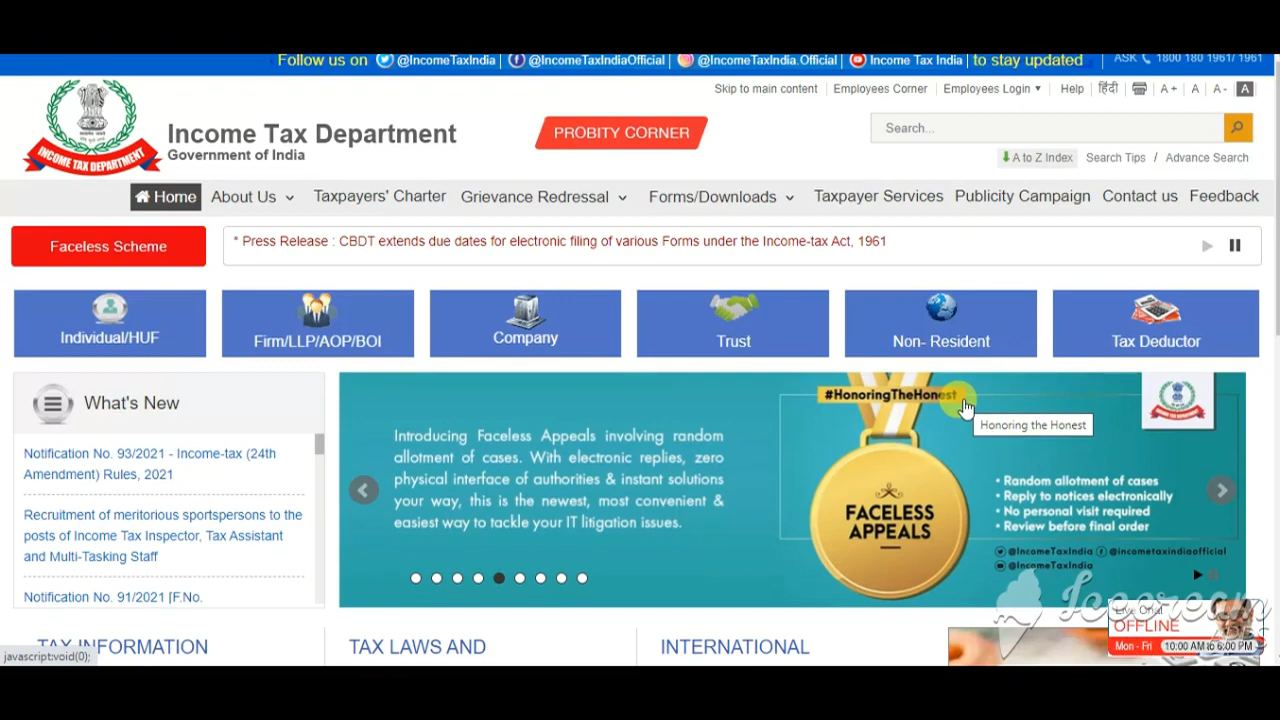 Follow us on @IncomeTaxIndia @IncomeTaxIndiaOfficial @IncomeTaxIndia.Official Income Tax India to stay updated
ASK 1800 180 1961/ 1961
Skip to main content Employees Corner Employees Login Help हिंदी A+ A A- A
INCOME TAX DEPARTMENT
Income Tax Department
Government of India
PROBITY CORNER
Search...
A to Z Index Search Tips / Advance Search
Home About Us Taxpayers' Charter Grievance Redressal Forms/Downloads Taxpayer Services Publicity Campaign Contact us Feedback
Faceless Scheme
* Press Release : CBDT extends due dates for electronic filing of various Forms under the Income-tax Act, 1961
Individual/HUF
Firm/LLP/AOP/BOI
Company
Trust
Non- Resident
Tax Deductor
What's New
Notification No. 93/2021 - Income-tax (24th
Amendment) Rules, 2021
Recruitment of meritorious sportspersons to the
posts of Income Tax Inspector, Tax Assistant
and Multi-Tasking Staff
Notification No. 91/2021 [F.No.
Introducing Faceless Appeals involving random
allotment of cases. With electronic replies, zero
physical interface of authorities & instant solutions
your way, this is the newest, most convenient &
easiest way to tackle your IT litigation issues.
#HonoringTheHonest
Honoring the Honest
FACELESS
APPEALS
• Random allotment of cases
• Reply to notices electronically
• No personal visit required
• Review before final order
@IncomeTaxIndia @incometaxindiaofficial
@IncomeTaxIndia
Icecream
Live Chat
OFFLINE
Mon - Fri 10:00 AM to 6:00 PM
TAX INFORMATION
TAX LAWS AND
INTERNATIONAL
javascript:void(0);